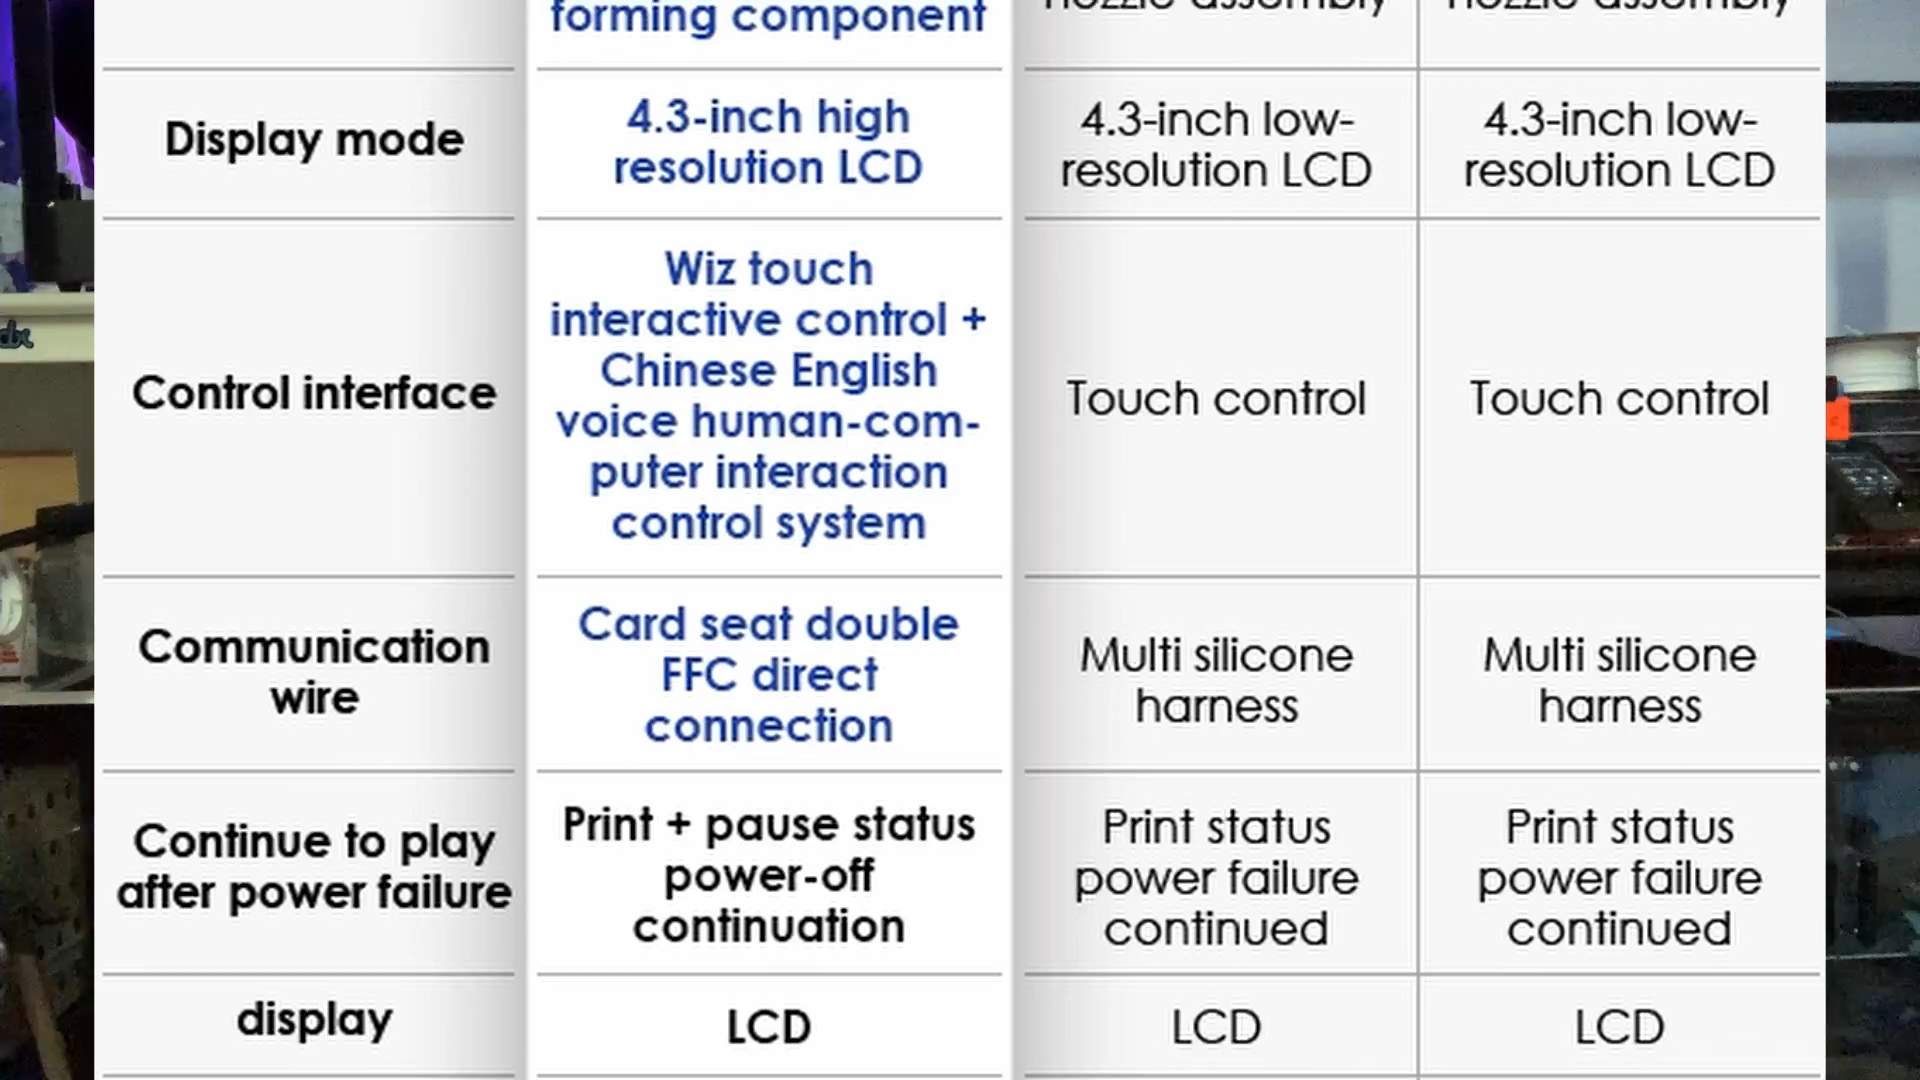 forming component
nozzle assembly
nozzle assembly
Display mode
4.3-inch high
resolution LCD
4.3-inch low-
resolution LCD
4.3-inch low-
resolution LCD
Control interface
Wiz touch
interactive control +
Chinese English
voice human-com-
puter interaction
control system
Touch control
Touch control
Communication
wire
Card seat double
FFC direct
connection
Multi silicone
harness
Multi silicone
harness
Continue to play
after power failure
Print + pause status
power-off
continuation
Print status
power failure
continued
Print status
power failure
continued
display
LCD
LCD
LCD